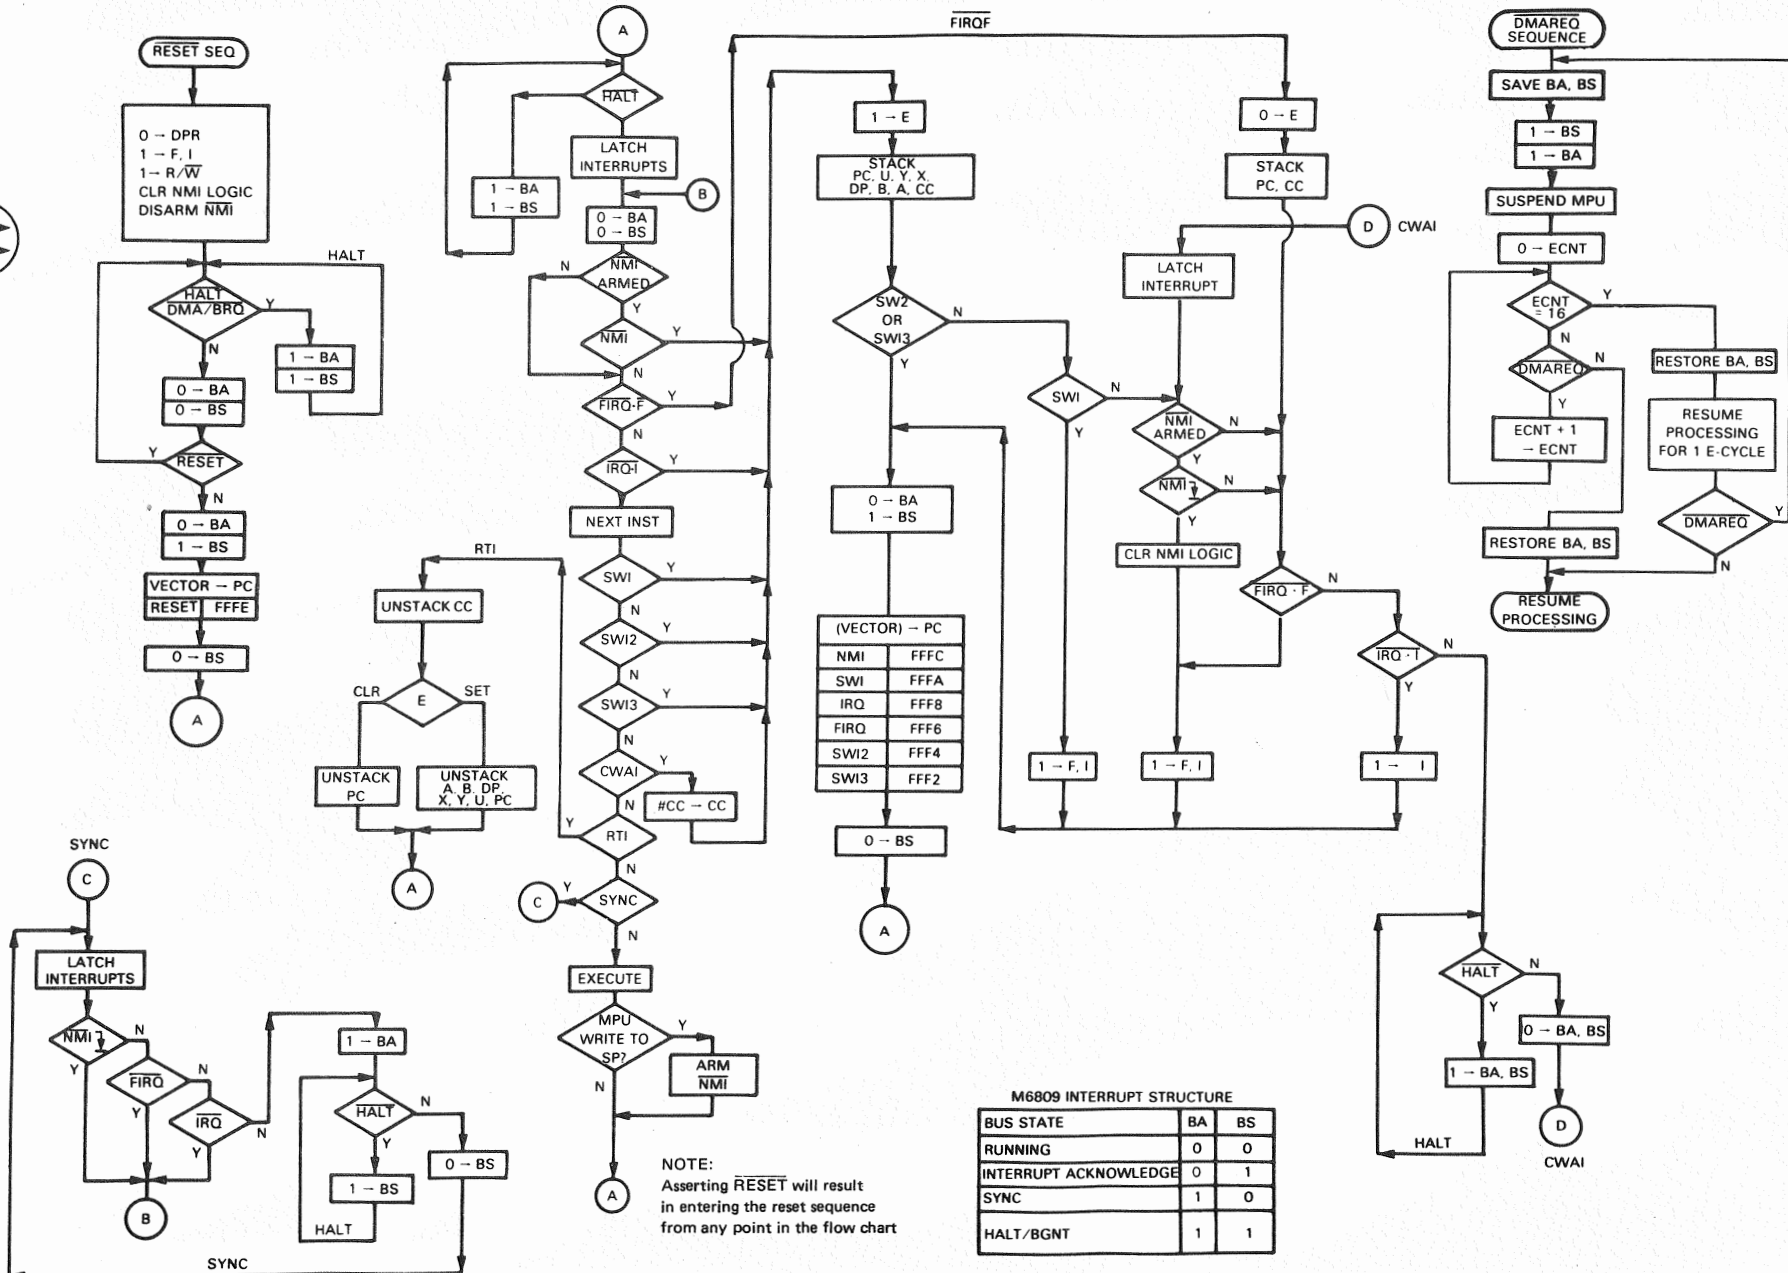 RESET SEQ
0 → DPR
1 → F, I
1 → R/W
CLR NMI LOGIC
DISARM NMI
HALT
HALT
DMA/BRQ
Y
N
1 → BA
1 → BS
0 → BA
0 → BS
RESET
Y
N
0 → BA
1 → BS
VECTOR → PC
RESET FFFE
0 → BS
A
SYNC
C
LATCH
INTERRUPTS
NMI
N
Y
FIRQ
N
Y
IRQ
N
Y
B
1 → BA
HALT
N
Y
1 → BS
0 → BS
HALT
SYNC
A
HALT
LATCH
INTERRUPTS
1 → BA
1 → BS
B
0 → BA
0 → BS
NMI
ARMED
N
Y
NMI
Y
N
FIRQ·F
Y
N
IRQ·I
Y
N
NEXT INST
SWI
Y
N
SWI2
Y
N
SWI3
Y
N
CWAI
Y
N
#CC → CC
RTI
Y
N
SYNC
Y
C
N
EXECUTE
MPU
WRITE TO
SP?
Y
N
ARM
NMI
A
RTI
UNSTACK CC
CLR
E
SET
UNSTACK
PC
UNSTACK
A, B, DP,
X, Y, U, PC
A
NOTE:
Asserting RESET will result
in entering the reset sequence
from any point in the flow chart
FIRQF
1 → E
STACK
PC, U, Y, X,
DP, B, A, CC
SW2
OR
SWI3
N
Y
0 → BA
1 → BS
(VECTOR) → PC
NMI FFFC
SWI FFFA
IRQ FFF8
FIRQ FFF6
SWI2 FFF4
SWI3 FFF2
0 → BS
A
SWI
N
Y
1 → F, I
0 → E
STACK
PC, CC
D CWAI
LATCH
INTERRUPT
NMI
ARMED
N
Y
NMI
N
Y
CLR NMI LOGIC
1 → F, I
FIRQ · F
N
IRQ · I
N
Y
1 → I
HALT
N
Y
0 → BA, BS
1 → BA, BS
HALT
D
CWAI
M6809 INTERRUPT STRUCTURE
BUS STATE BA BS
RUNNING 0 0
INTERRUPT ACKNOWLEDGE 0 1
SYNC 1 0
HALT/BGNT 1 1
DMAREQ
SEQUENCE
SAVE BA, BS
1 → BS
1 → BA
SUSPEND MPU
0 → ECNT
ECNT
= 16
Y
N
DMAREQ
N
Y
ECNT + 1
→ ECNT
RESTORE BA, BS
RESUME
PROCESSING
FOR 1 E-CYCLE
DMAREQ
Y
N
RESTORE BA, BS
RESUME
PROCESSING